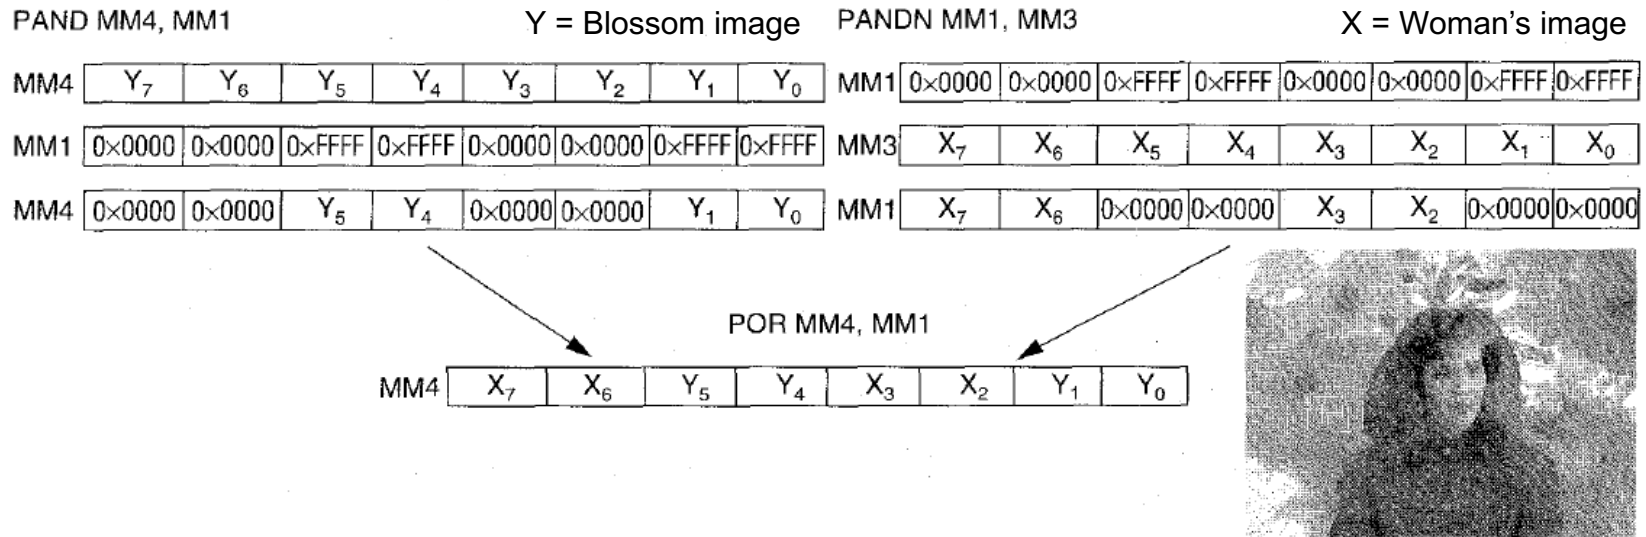 PAND MM4, MM1 Y = Blossom image PANDN MM1, MM3 X = Woman's image
MM4 Y₇ Y₆ Y₅ Y₄ Y₃ Y₂ Y₁ Y₀ MM1 0×0000 0×0000 0×FFFF 0×FFFF 0×0000 0×0000 0×FFFF 0×FFFF
MM1 0×0000 0×0000 0×FFFF 0×FFFF 0×0000 0×0000 0×FFFF 0×FFFF MM3 X₇ X₆ X₅ X₄ X₃ X₂ X₁ X₀
MM4 0×0000 0×0000 Y₅ Y₄ 0×0000 0×0000 Y₁ Y₀ MM1 X₇ X₆ 0×0000 0×0000 X₃ X₂ 0×0000 0×0000
POR MM4, MM1
MM4 X₇ X₆ Y₅ Y₄ X₃ X₂ Y₁ Y₀